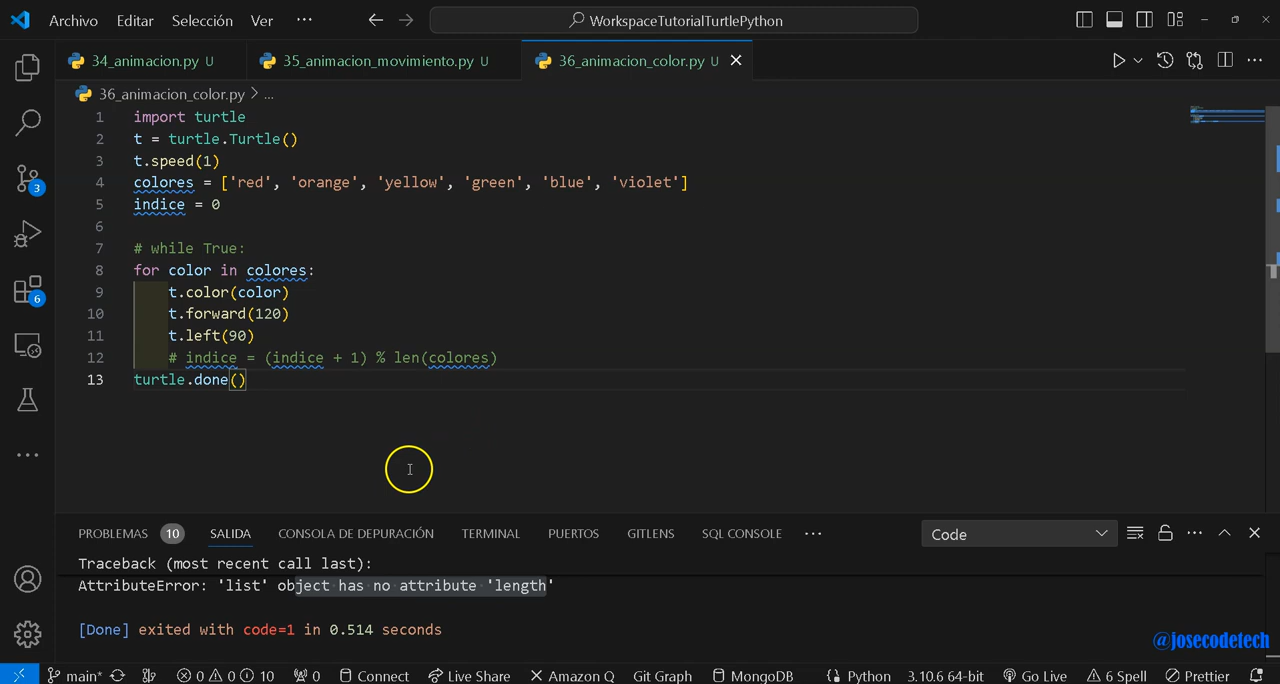 Archivo Editar Selección Ver ··· WorkspaceTutorialTurtlePython
34_animacion.py U 35_animacion_movimiento.py U 36_animacion_color.py U
36_animacion_color.py > ...
1 import turtle
2 t = turtle.Turtle()
3 t.speed(1)
4 colores = ['red', 'orange', 'yellow', 'green', 'blue', 'violet']
5 indice = 0
6
7 # while True:
8 for color in colores:
9 t.color(color)
10 t.forward(120)
11 t.left(90)
12 # indice = (indice + 1) % len(colores)
13 turtle.done()
3
6
PROBLEMAS 10 SALIDA CONSOLA DE DEPURACIÓN TERMINAL PUERTOS GITLENS SQL CONSOLE ··· Code
Traceback (most recent call last):
AttributeError: 'list' object has no attribute 'length'
[Done] exited with code=1 in 0.514 seconds
@josecodetech
main* 0 0 10 0 Connect Live Share Amazon Q Git Graph MongoDB Python 3.10.6 64-bit Go Live 6 Spell Prettier